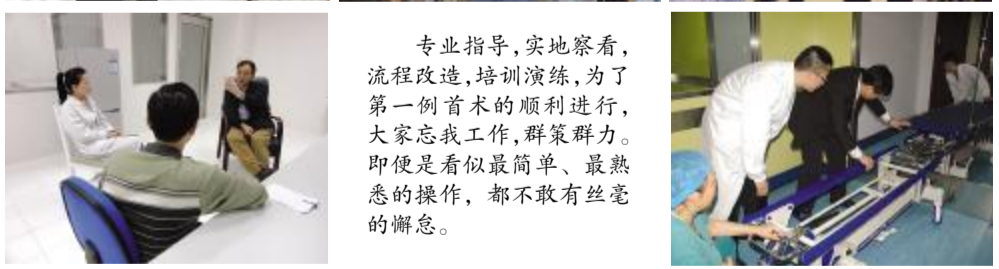 专业指导,实地察看,
流程改造,培训演练,为了
第一例首术的顺利进行,
大家忘我工作,群策群力。
即便是看似最简单、最熟
悉的操作，都不敢有丝毫
的懈怠。